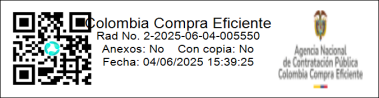 Colombia Compra Eficiente
Rad No. 2-2025-06-04-005550
Anexos: No Con copia: No
Fecha: 04/06/2025 15:39:25
Agencia Nacional
de Contratación Pública
Colombia Compra Eficiente